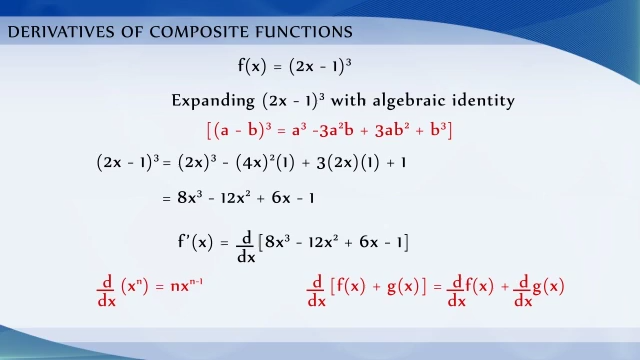 DERIVATIVES OF COMPOSITE FUNCTIONS
f(x) = (2x - 1)³
Expanding (2x - 1)³ with algebraic identity
[(a - b)³ = a³ -3a²b + 3ab² + b³]
(2x - 1)³ = (2x)³ - (4x)²(1) + 3(2x)(1) + 1
= 8x³ - 12x² + 6x - 1
f'(x) = d/dx [8x³ - 12x² + 6x - 1]
d/dx (xⁿ) = nxⁿ⁻¹ d/dx [f(x) + g(x)] = d/dx f(x) + d/dx g(x)